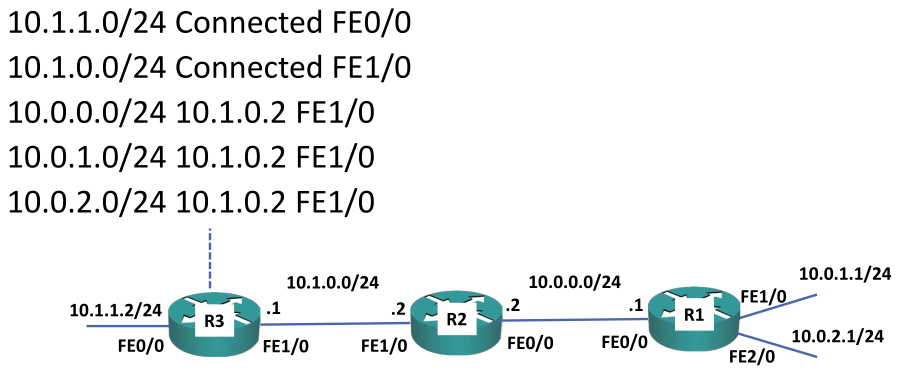 10.1.1.0/24 Connected FE0/0
10.1.0.0/24 Connected FE1/0
10.0.0.0/24 10.1.0.2 FE1/0
10.0.1.0/24 10.1.0.2 FE1/0
10.0.2.0/24 10.1.0.2 FE1/0
10.1.1.2/24
FE0/0
R3
.1
FE1/0
10.1.0.0/24
.2
FE1/0
R2
.2
FE0/0
10.0.0.0/24
.1
FE0/0
R1
FE1/0
10.0.1.1/24
FE2/0
10.0.2.1/24